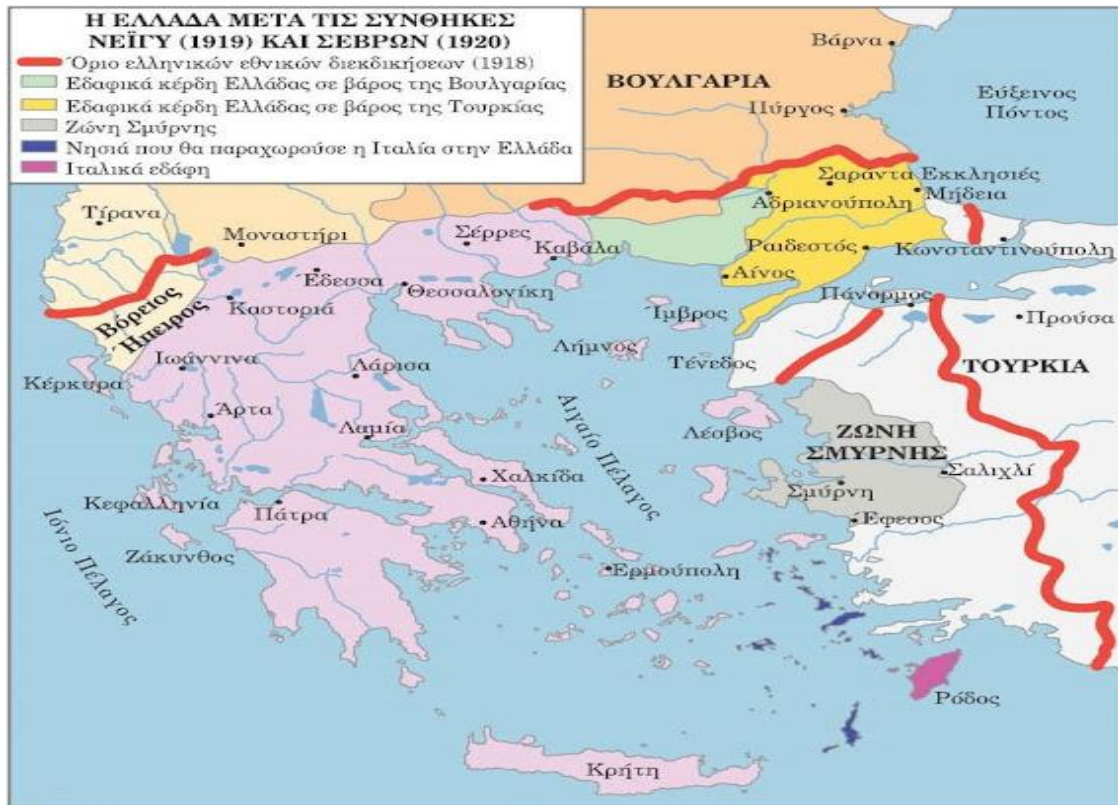 Η ΕΛΛΑΔΑ ΜΕΤΑ ΤΙΣ ΣΥΝΘΗΚΕΣ
ΝΕΪΓΥ (1919) ΚΑΙ ΣΕΒΡΩΝ (1920)
Όριο ελληνικών εθνικών διεκδικήσεων (1918)
Εδαφικά κέρδη Ελλάδας σε βάρος της Βουλγαρίας
Εδαφικά κέρδη Ελλάδας σε βάρος της Τουρκίας
Ζώνη Σμύρνης
Νησιά που θα παραχωρούσε η Ιταλία στην Ελλάδα
Ιταλικά εδάφη
Βάρνα
ΒΟΥΛΓΑΡΙΑ
Πύργος
Εύξεινος
Πόντος
Σαράντα Εκκλησιές
Αδριανούπολη
Μήδεια
Τίρανα
Μοναστήρι
Σέρρες
Καβάλα
Ραιδεστός
Κωνσταντινούπολη
Έδεσσα
Θεσσαλονίκη
Αίνος
Βόρειος
Ήπειρος
Καστοριά
Ίμβρος
Πάνορμος
Προύσα
Ιωάννινα
Λάρισα
Λήμνος
Τένεδος
ΤΟΥΡΚΙΑ
Κέρκυρα
Άρτα
Λαμία
Αιγαίο Πέλαγος
Λέσβος
ΖΩΝΗ
ΣΜΥΡΝΗΣ
Σαλιχλί
Χαλκίδα
Σμύρνη
Κεφαλληνία
Πάτρα
Αθήνα
Έφεσος
Ιόνιο Πέλαγος
Ζάκυνθος
Ερμούπολη
Ρόδος
Κρήτη